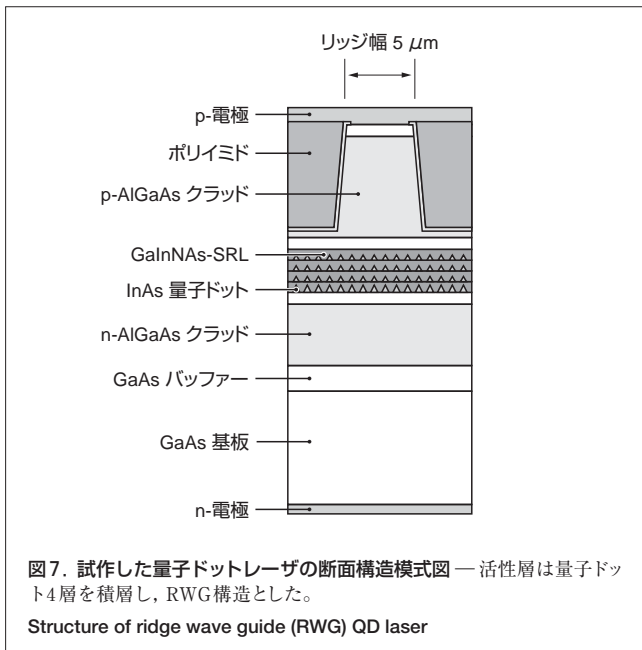 リッジ幅 5 μm
p-電極
ポリイミド
p-AlGaAs クラッド
GaInNAs-SRL
InAs 量子ドット
n-AlGaAs クラッド
GaAs バッファー
GaAs 基板
n-電極
図7. 試作した量子ドットレーザの断面構造模式図 — 活性層は量子ドッ
ト4層を積層し，RWG構造とした。
Structure of ridge wave guide (RWG) QD laser